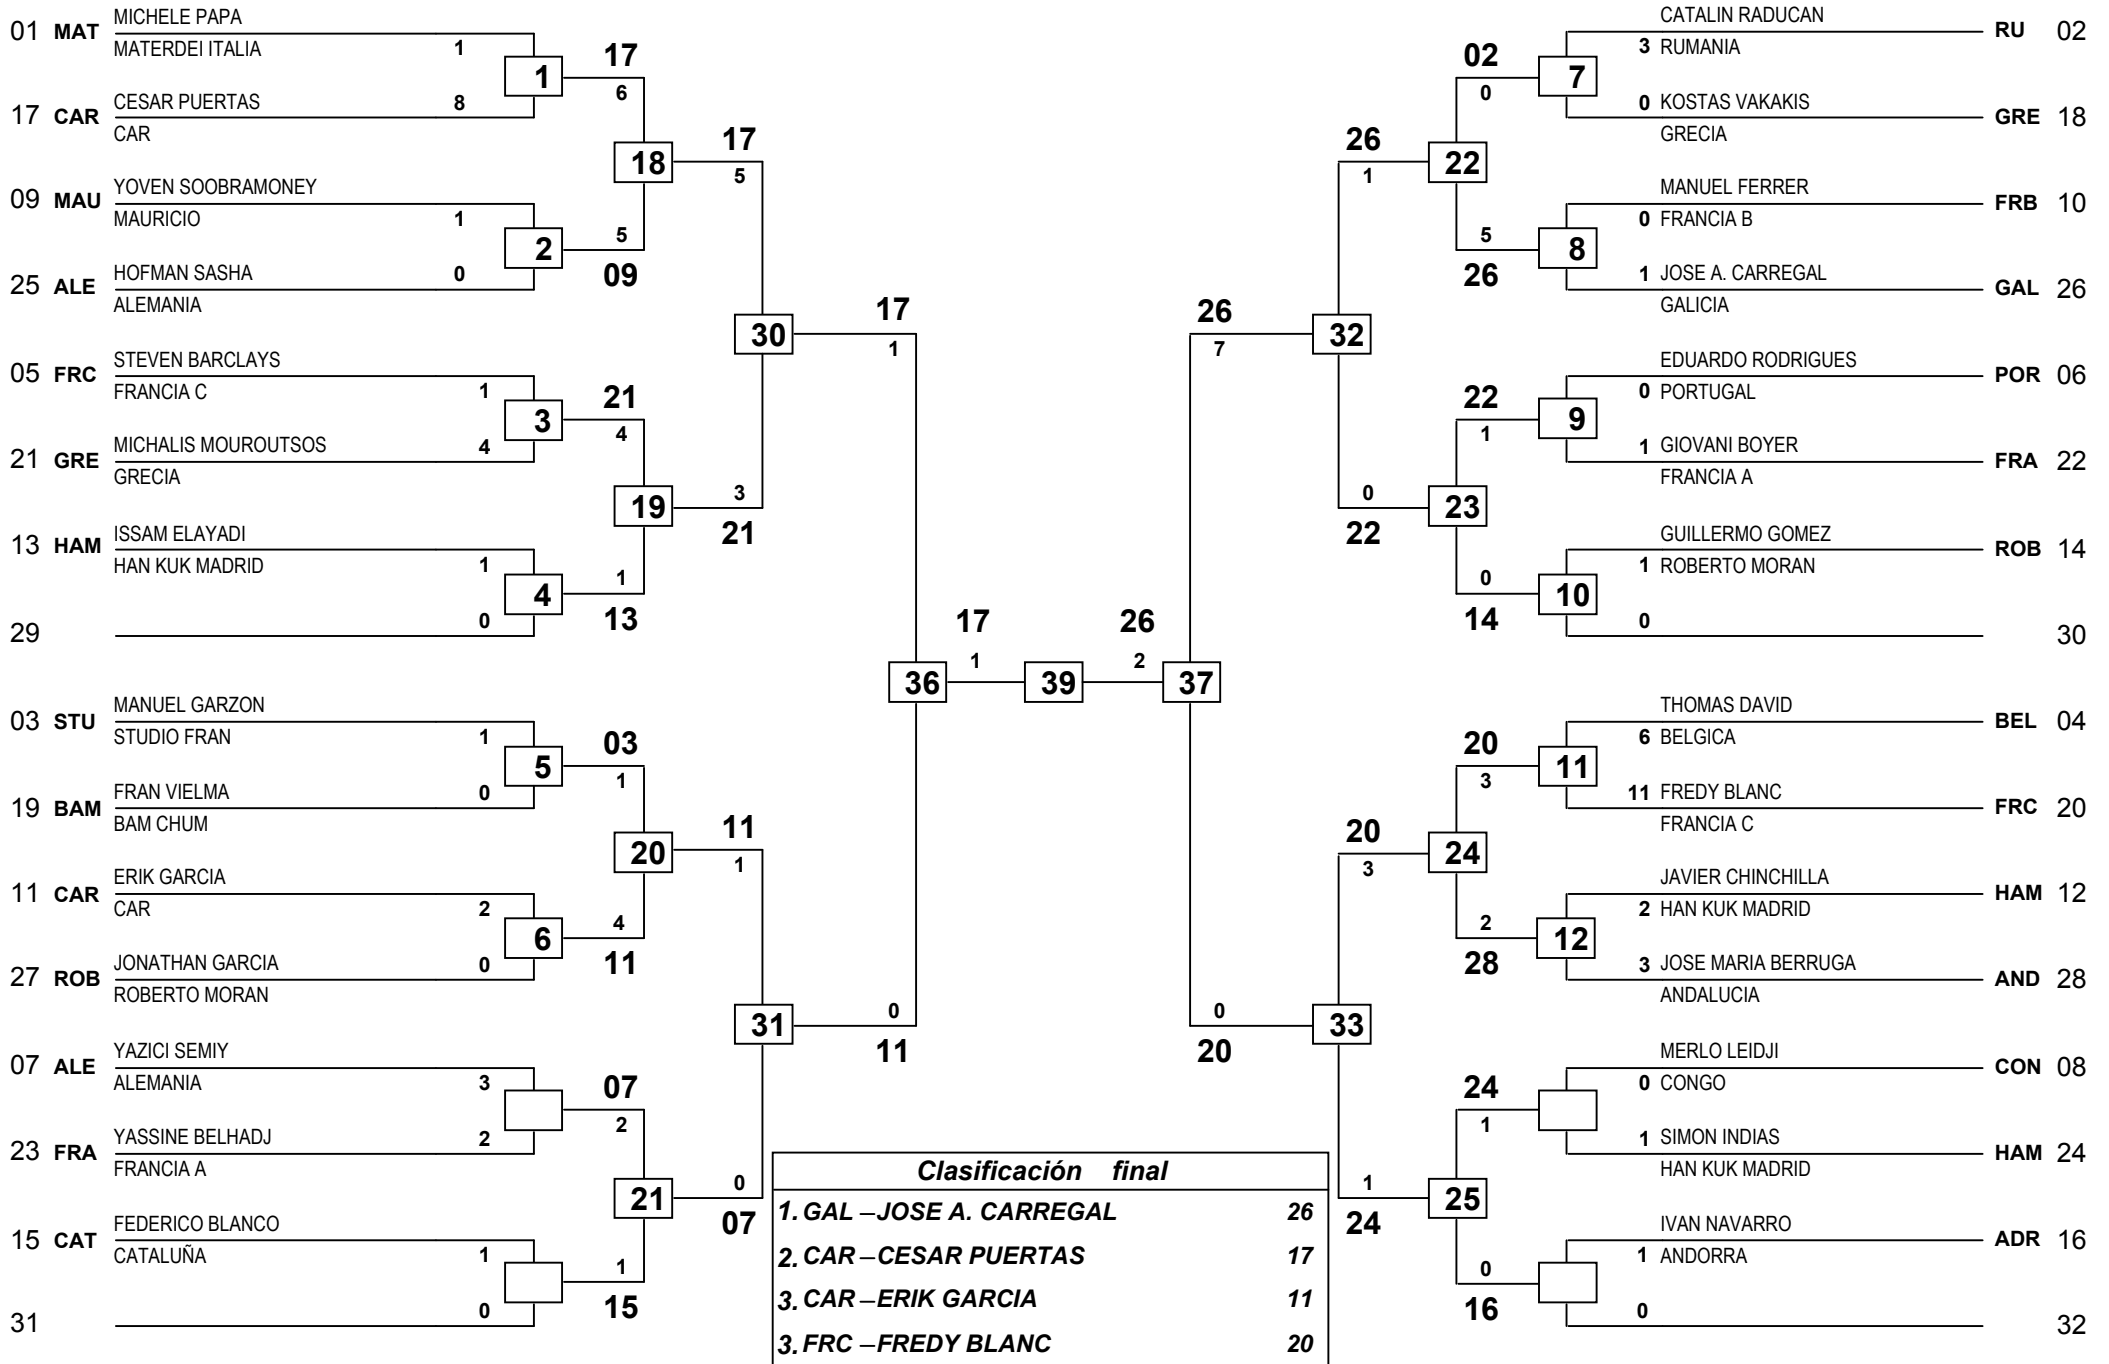 MICHELE PAPA
01 MAT
MATERDEI ITALIA 1
1
CESAR PUERTAS 8
17 CAR
CAR
17
6
18
YOVEN SOOBRAMONEY
09 MAU
MAURICIO 1
2
HOFMAN SASHA 0
25 ALE
ALEMANIA
5
09
17
5
30
STEVEN BARCLAYS
05 FRC
FRANCIA C 1
3
MICHALIS MOUROUTSOS 4
21 GRE
GRECIA
21
4
19
ISSAM ELAYADI
13 HAM
HAN KUK MADRID 1
4
0
29
1
13
3
21
17
1
36
MANUEL GARZON
03 STU
STUDIO FRAN 1
5
FRAN VIELMA 0
19 BAM
BAM CHUM
03
1
20
ERIK GARCIA
11 CAR
CAR 2
6
JONATHAN GARCIA 0
27 ROB
ROBERTO MORAN
4
11
11
1
31
YAZICI SEMIY
07 ALE
ALEMANIA 3
YASSINE BELHADJ 2
23 FRA
FRANCIA A
07
2
21
FEDERICO BLANCO
15 CAT
CATALUÑA 1
0
31
1
15
0
07
0
11
17
1
39
26
2
37
CATALIN RADUCAN
RU 02
3 RUMANIA
7
0 KOSTAS VAKAKIS
GRE 18
GRECIA
02
0
22
MANUEL FERRER
FRB 10
0 FRANCIA B
8
1 JOSE A. CARREGAL
GAL 26
GALICIA
5
26
26
1
32
EDUARDO RODRIGUES
POR 06
0 PORTUGAL
9
1 GIOVANI BOYER
FRA 22
FRANCIA A
22
1
23
GUILLERMO GOMEZ
ROB 14
1 ROBERTO MORAN
10
0
30
0
14
0
22
26
7
THOMAS DAVID
BEL 04
6 BELGICA
11
11 FREDY BLANC
FRC 20
FRANCIA C
20
3
24
JAVIER CHINCHILLA
HAM 12
2 HAN KUK MADRID
12
3 JOSE MARIA BERRUGA
AND 28
ANDALUCIA
2
28
20
3
33
MERLO LEIDJI
CON 08
0 CONGO
1 SIMON INDIAS
HAM 24
HAN KUK MADRID
24
1
25
IVAN NAVARRO
ADR 16
1 ANDORRA
0
32
0
16
1
24
0
20
Clasificación final
1. GAL –JOSE A. CARREGAL 26
2. CAR –CESAR PUERTAS 17
3. CAR –ERIK GARCIA 11
3. FRC –FREDY BLANC 20